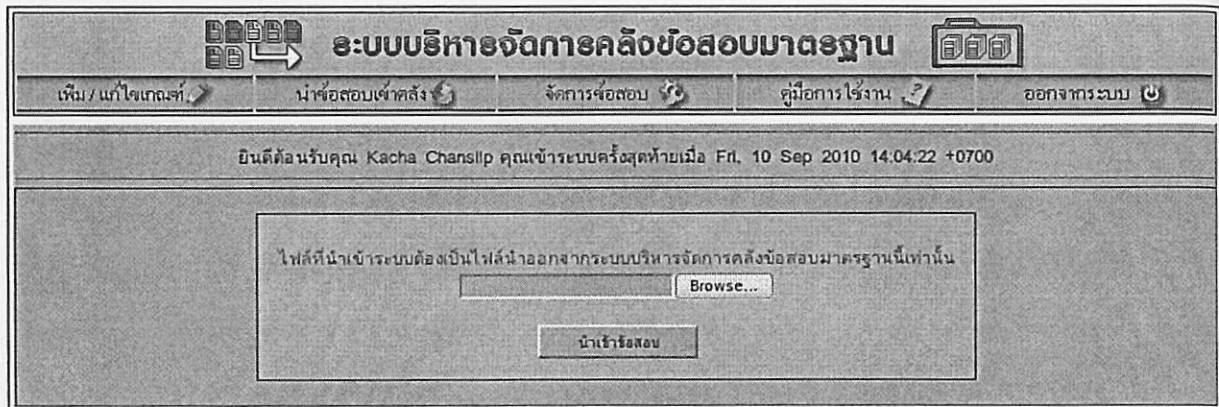 ระบบบริหารจัดการคลังข้อสอบมาตรฐาน
เพิ่ม / แก้ไขเกณฑ์ นำข้อสอบเข้าคลัง จัดการข้อสอบ คู่มือการใช้งาน ออกจากระบบ
ยินดีต้อนรับคุณ Kacha Chansilp คุณเข้าระบบครั้งสุดท้ายเมื่อ Fri, 10 Sep 2010 14:04:22 +0700
ไฟล์ที่นำเข้าระบบต้องเป็นไฟล์นำออกจากระบบบริหารจัดการคลังข้อสอบมาตรฐานนี้เท่านั้น
Browse...
นำเข้าข้อสอบ